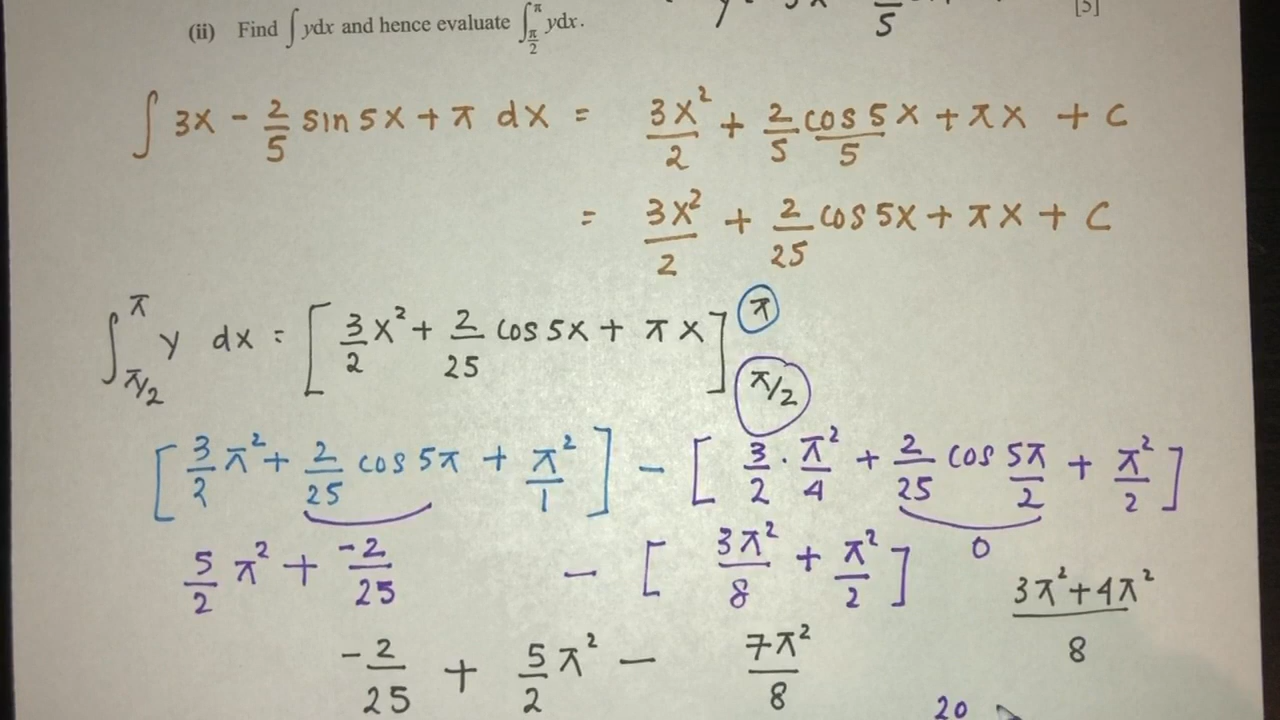 5 [5]
(ii) Find ∫ydx and hence evaluate ∫_{π/2}^{π} ydx.
∫ 3x - 2/5 sin 5x + π dx = 3x²/2 + 2/5 cos 5x/5 + πx + c
= 3x²/2 + 2/25 cos 5x + πx + c
∫_{π/2}^{π} y dx = [3/2 x² + 2/25 cos 5x + πx]_{π/2}^{π}
[3/2 π² + 2/25 cos 5π + π²/1] - [3/2 · π²/4 + 2/25 cos 5π/2 + π²/2]
5/2 π² + -2/25 - [3π²/8 + π²/2] 0
3π²+4π²/8
-2/25 + 5/2 π² - 7π²/8
20